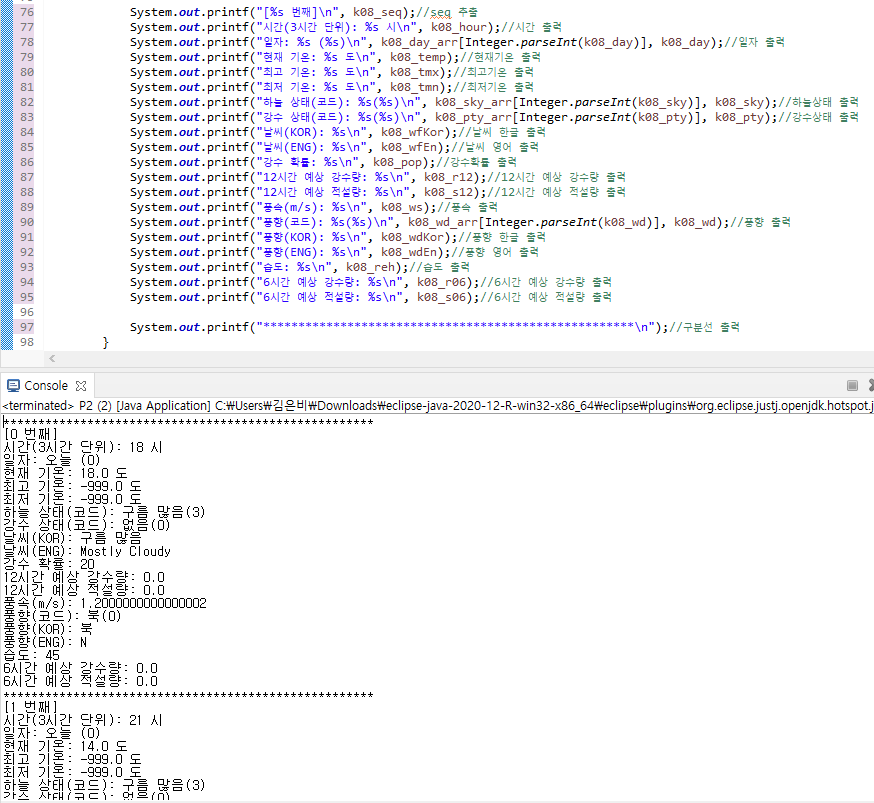 76 System.out.printf("[%s 번째]\n", k08_seq);//seq 추출
77 System.out.printf("시간(3시간 단위): %s 시\n", k08_hour);//시간 출력
78 System.out.printf("일자: %s (%s)\n", k08_day_arr[Integer.parseInt(k08_day)], k08_day);//일자 출력
79 System.out.printf("현재 기온: %s 도\n", k08_temp);//현재기온 출력
80 System.out.printf("최고 기온: %s 도\n", k08_tmx);//최고기온 출력
81 System.out.printf("최저 기온: %s 도\n", k08_tmn);//최저기온 출력
82 System.out.printf("하늘 상태(코드): %s(%s)\n", k08_sky_arr[Integer.parseInt(k08_sky)], k08_sky);//하늘상태 출력
83 System.out.printf("강수 상태(코드): %s(%s)\n", k08_pty_arr[Integer.parseInt(k08_pty)], k08_pty);//강수상태 출력
84 System.out.printf("날씨(KOR): %s\n", k08_wfKor);//날씨 한글 출력
85 System.out.printf("날씨(ENG): %s\n", k08_wfEn);//날씨 영어 출력
86 System.out.printf("강수 확률: %s\n", k08_pop);//강수확률 출력
87 System.out.printf("12시간 예상 강수량: %s\n", k08_r12);//12시간 예상 강수량 출력
88 System.out.printf("12시간 예상 적설량: %s\n", k08_s12);//12시간 예상 적설량 출력
89 System.out.printf("풍속(m/s): %s\n", k08_ws);//풍속 출력
90 System.out.printf("풍향(코드): %s(%s)\n", k08_wd_arr[Integer.parseInt(k08_wd)], k08_wd);//풍향 출력
91 System.out.printf("풍향(KOR): %s\n", k08_wdKor);//풍향 한글 출력
92 System.out.printf("풍향(ENG): %s\n", k08_wdEn);//풍향 영어 출력
93 System.out.printf("습도: %s\n", k08_reh);//습도 출력
94 System.out.printf("6시간 예상 강수량: %s\n", k08_r06);//6시간 예상 강수량 출력
95 System.out.printf("6시간 예상 적설량: %s\n", k08_s06);//6시간 예상 적설량 출력
96
97 System.out.printf("*****************************************************\n");//구분선 출력
98 }
Console
<terminated> P2 (2) [Java Application] C:₩Users₩김은비₩Downloads₩eclipse-java-2020-12-R-win32-x86_64₩eclipse₩plugins₩org.eclipse.justj.openjdk.hotspot.j
*****************************************************
[0 번째]
시간(3시간 단위): 18 시
일자: 오늘 (0)
현재 기온: 18.0 도
최고 기온: -999.0 도
최저 기온: -999.0 도
하늘 상태(코드): 구름 많음(3)
강수 상태(코드): 없음(0)
날씨(KOR): 구름 많음
날씨(ENG): Mostly Cloudy
강수 확률: 20
12시간 예상 강수량: 0.0
12시간 예상 적설량: 0.0
풍속(m/s): 1.2000000000000002
풍향(코드): 북(0)
풍향(KOR): 북
풍향(ENG): N
습도: 45
6시간 예상 강수량: 0.0
6시간 예상 적설량: 0.0
*****************************************************
[1 번째]
시간(3시간 단위): 21 시
일자: 오늘 (0)
현재 기온: 14.0 도
최고 기온: -999.0 도
최저 기온: -999.0 도
하늘 상태(코드): 구름 많음(3)
강수 상태(코드): 없음(0)